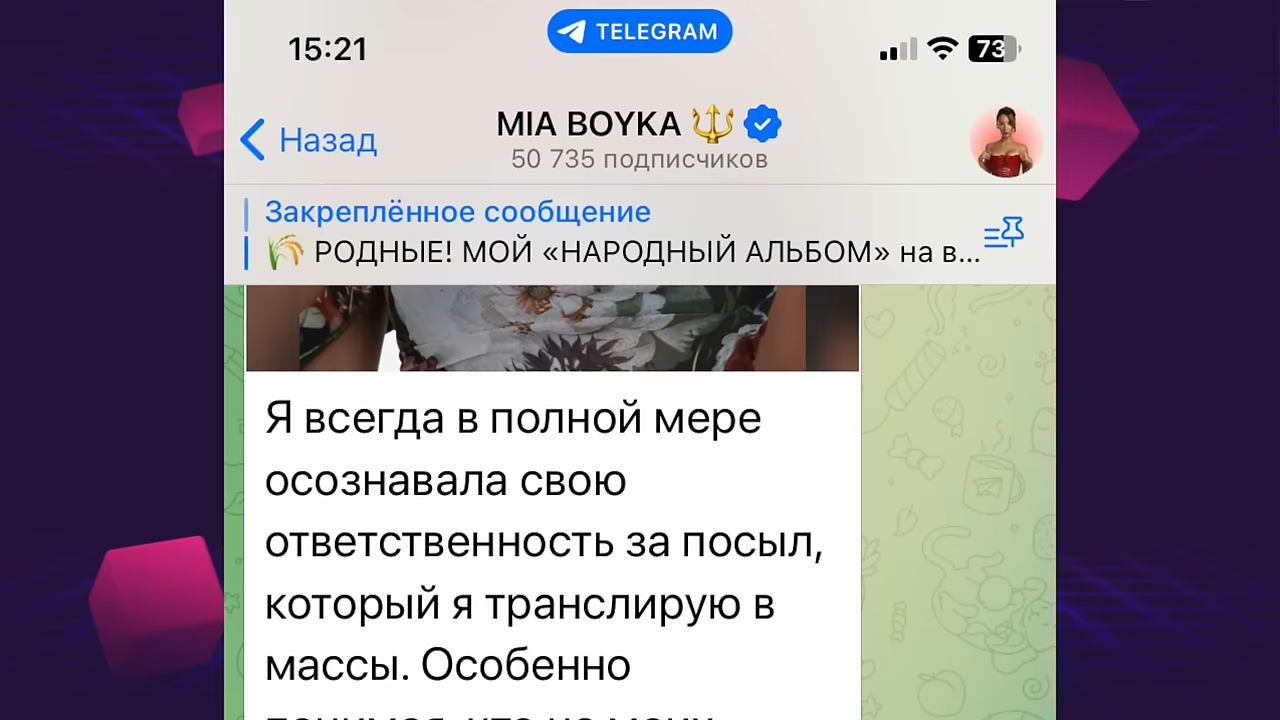 15:21
TELEGRAM
73
Назад
MIA BOYKA
50 735 подписчиков
Закреплённое сообщение
РОДНЫЕ! МОЙ «НАРОДНЫЙ АЛЬБОМ» на в...
Я всегда в полной мере
осознавала свою
ответственность за посыл,
который я транслирую в
массы. Особенно